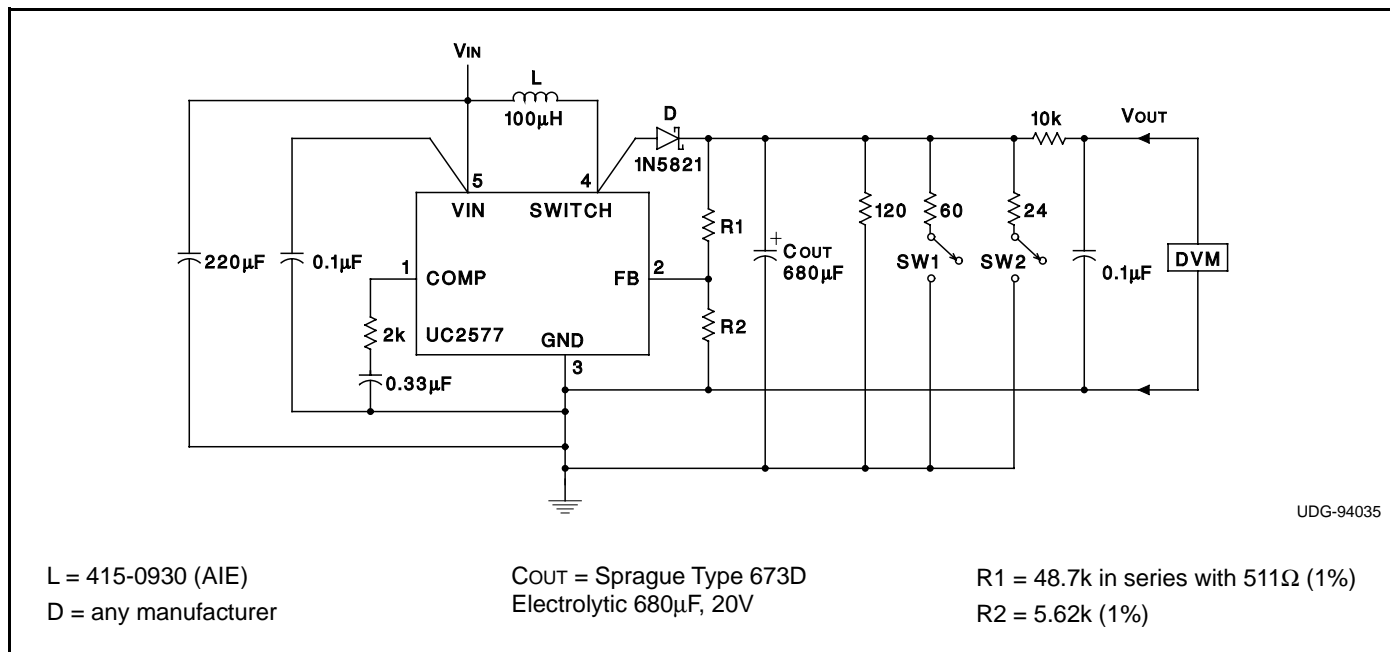 VIN
L
100µH
D
1N5821
10k
VOUT
5
4
VIN
SWITCH
R1
120
60
24
220µF
0.1µF
1
COMP
FB
2
+
COUT
680µF
SW1
SW2
0.1µF
DVM
2k
UC2577
GND
R2
3
0.33µF
UDG-94035
L = 415-0930 (AIE)
D = any manufacturer
COUT = Sprague Type 673D
Electrolytic 680µF, 20V
R1 = 48.7k in series with 511Ω (1%)
R2 = 5.62k (1%)